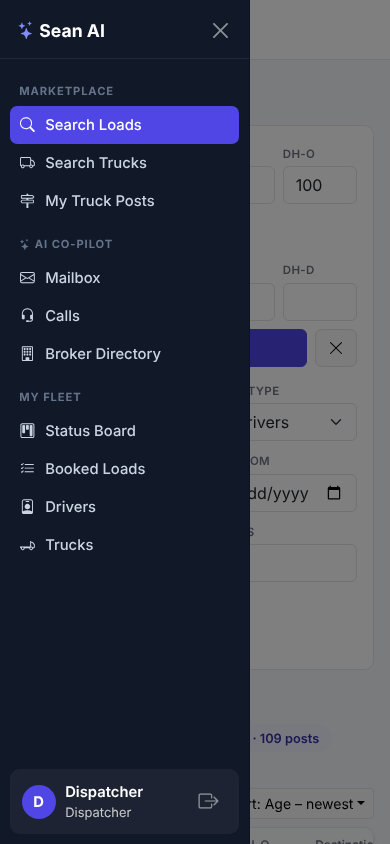 Sean AI
MARKETPLACE
Search Loads
Search Trucks
My Truck Posts
AI CO-PILOT
Mailbox
Calls
Broker Directory
MY FLEET
Status Board
Booked Loads
Drivers
Trucks
D
Dispatcher
Dispatcher
DH-O
100
DH-D
TYPE
rivers
OM
dd/yyyy
S
· 109 posts
rt: Age – newest
Destinatio